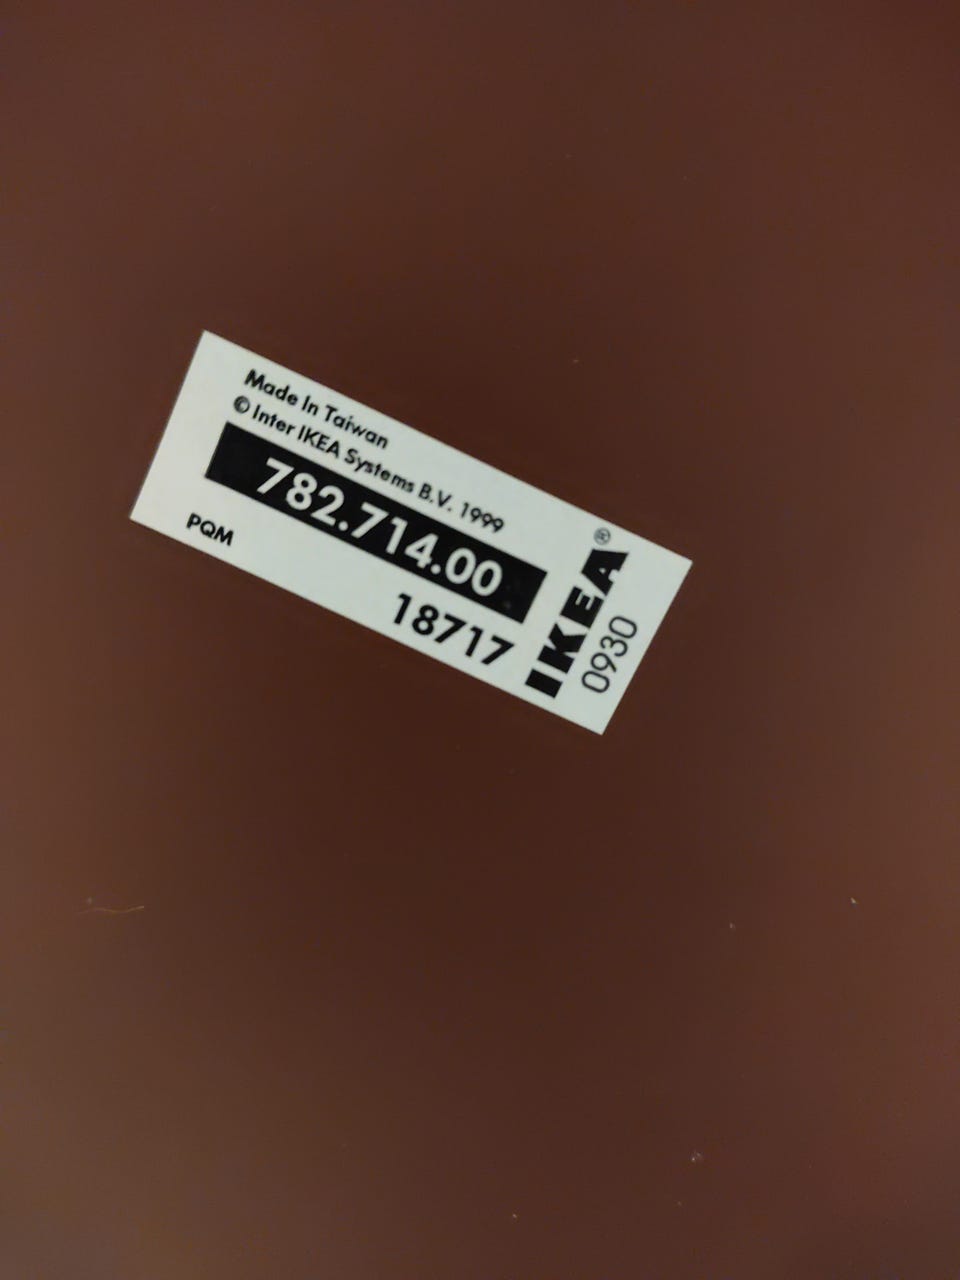 Made In Taiwan
© Inter IKEA Systems B.V. 1999
782.714.00
PQM
18717
IKEA®
0930